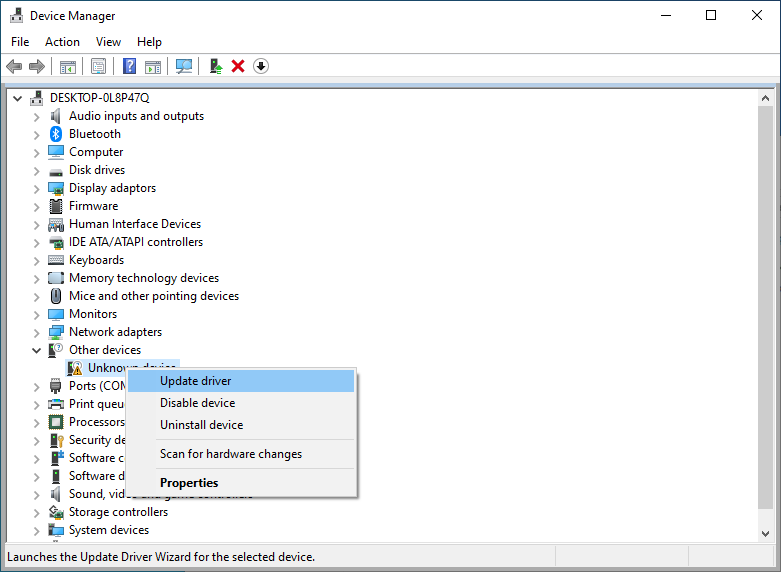 Device Manager
File Action View Help
DESKTOP-0L8P47Q
Audio inputs and outputs
Bluetooth
Computer
Disk drives
Display adaptors
Firmware
Human Interface Devices
IDE ATA/ATAPI controllers
Keyboards
Memory technology devices
Mice and other pointing devices
Monitors
Network adapters
Other devices
Unknown device
Update driver
Disable device
Uninstall device
Scan for hardware changes
Properties
Ports (COM
Print queu
Processors
Security de
Software c
Software d
Sound, video and game controllers
Storage controllers
System devices
Launches the Update Driver Wizard for the selected device.